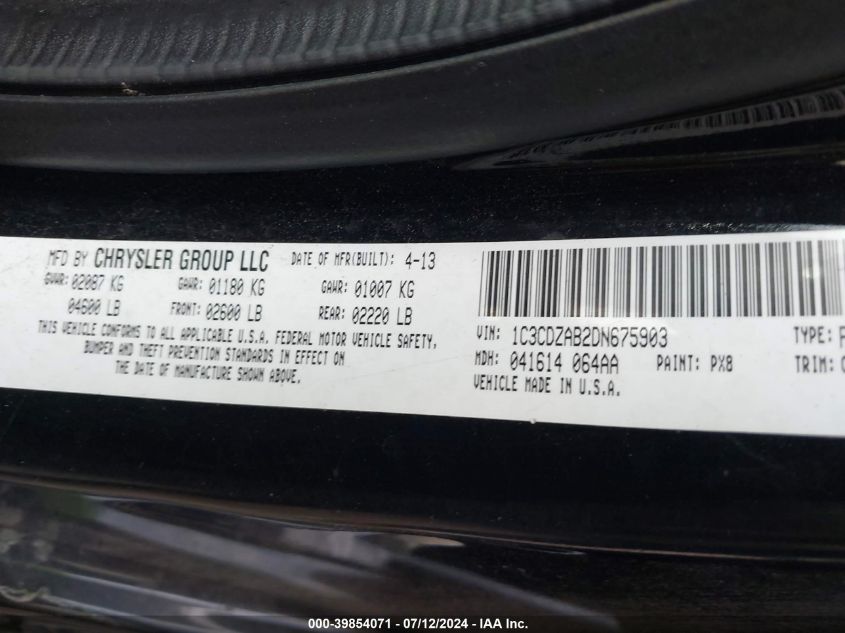 MFD BY CHRYSLER GROUP LLC DATE OF MFR(BUILT): 4-13
GVWR: 02087 KG GAWR: 01180 KG GAWR: 01007 KG
04600 LB FRONT: 02600 LB REAR: 02220 LB
THIS VEHICLE CONFORMS TO ALL APPLICABLE U.S.A. FEDERAL MOTOR VEHICLE SAFETY,
BUMPER AND THEFT PREVENTION STANDARDS IN EFFECT ON
THE DATE OF MANUFACTURE SHOWN ABOVE.
VIN: 1C3CDZAB2DN675903 TYPE:
MDH: 041614 064AA PAINT: PX8 TRIM:
VEHICLE MADE IN U.S.A.
000-39854071 - 07/12/2024 - IAA Inc.